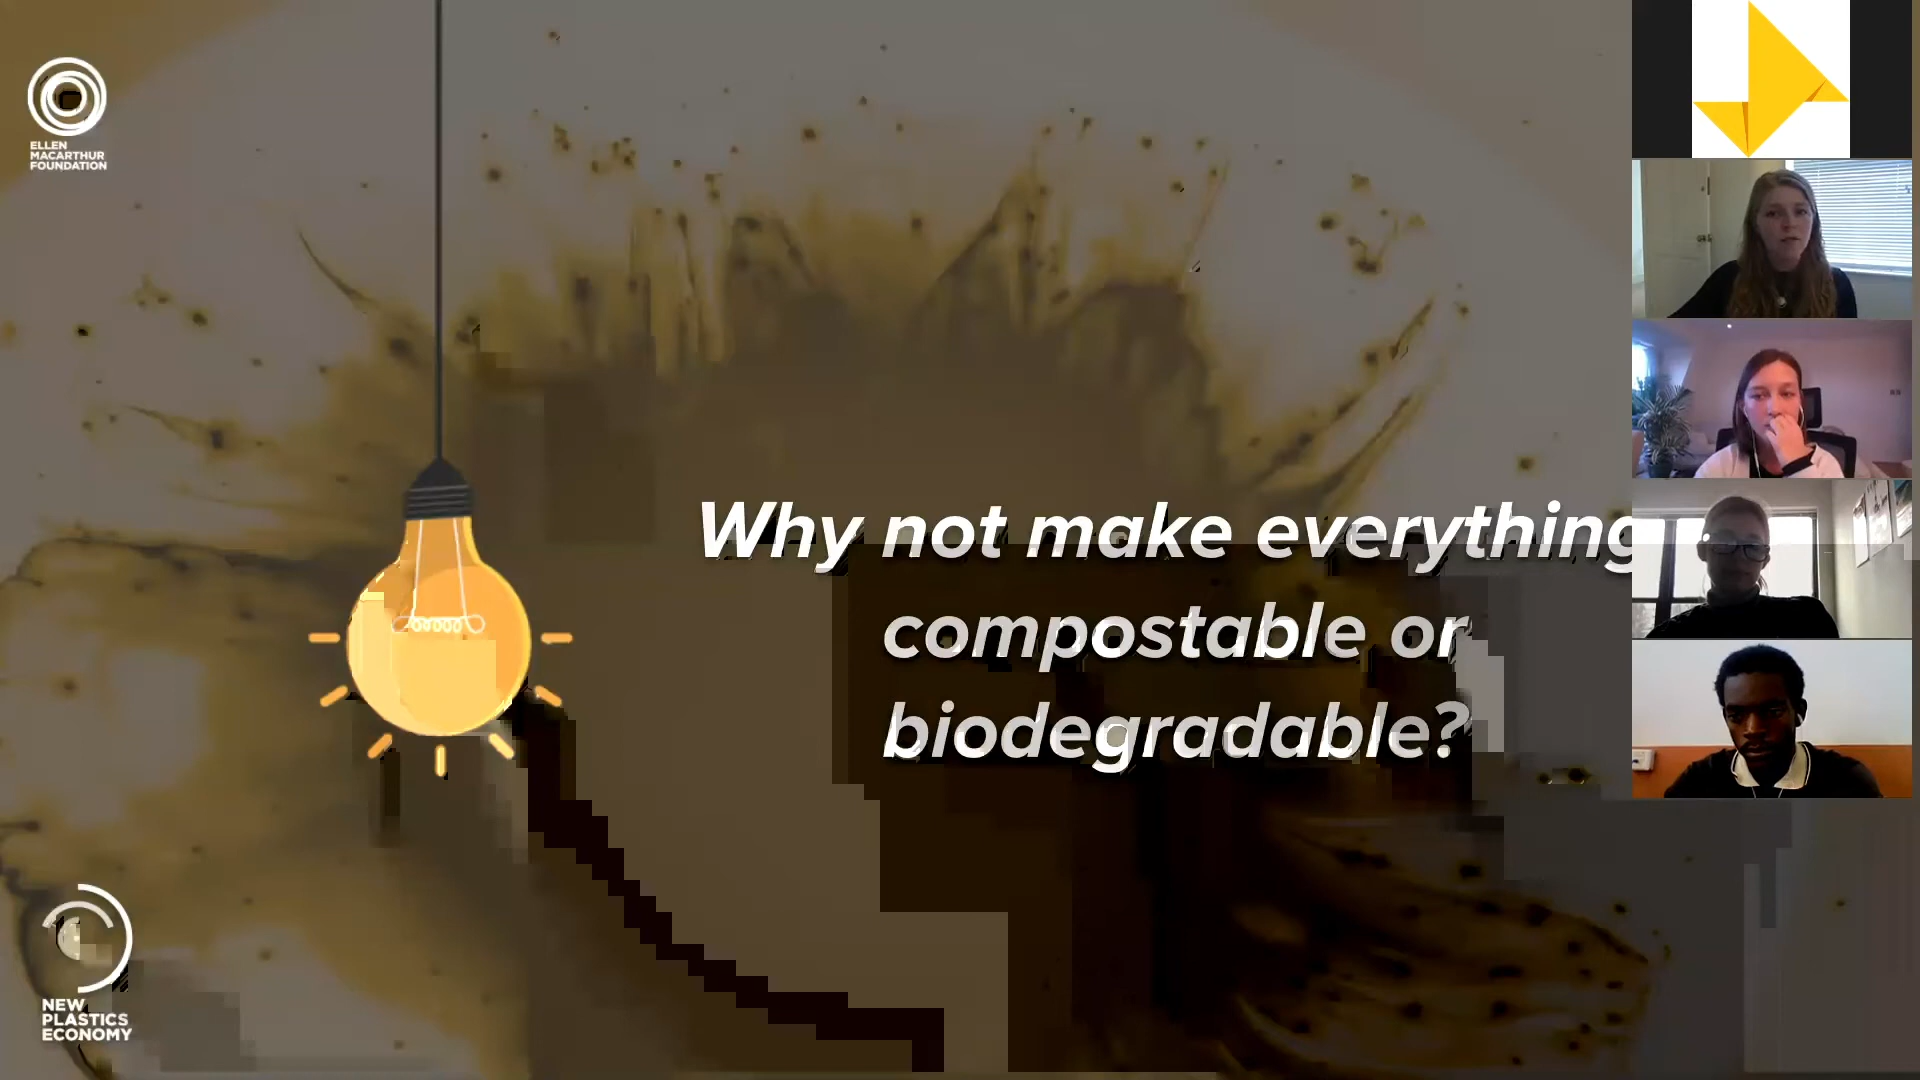 ELLEN
MACARTHUR
FOUNDATION
Why not make everything
compostable or
biodegradable?
NEW
PLASTICS
ECONOMY